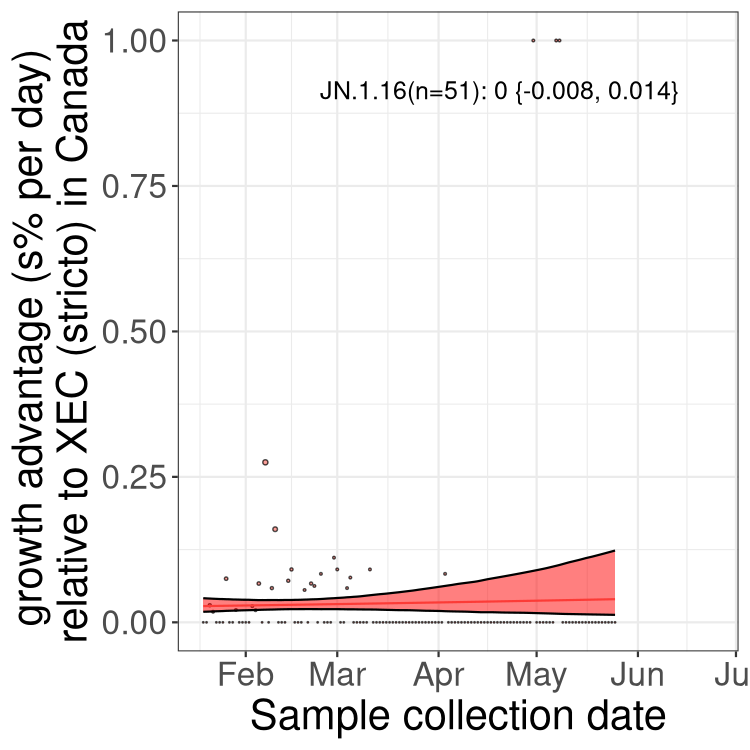 growth advantage (s% per day)
relative to XEC (stricto) in Canada
1.00
0.75
0.50
0.25
0.00
JN.1.16(n=51): 0 {-0.008, 0.014}
Feb Mar Apr May Jun Ju
Sample collection date